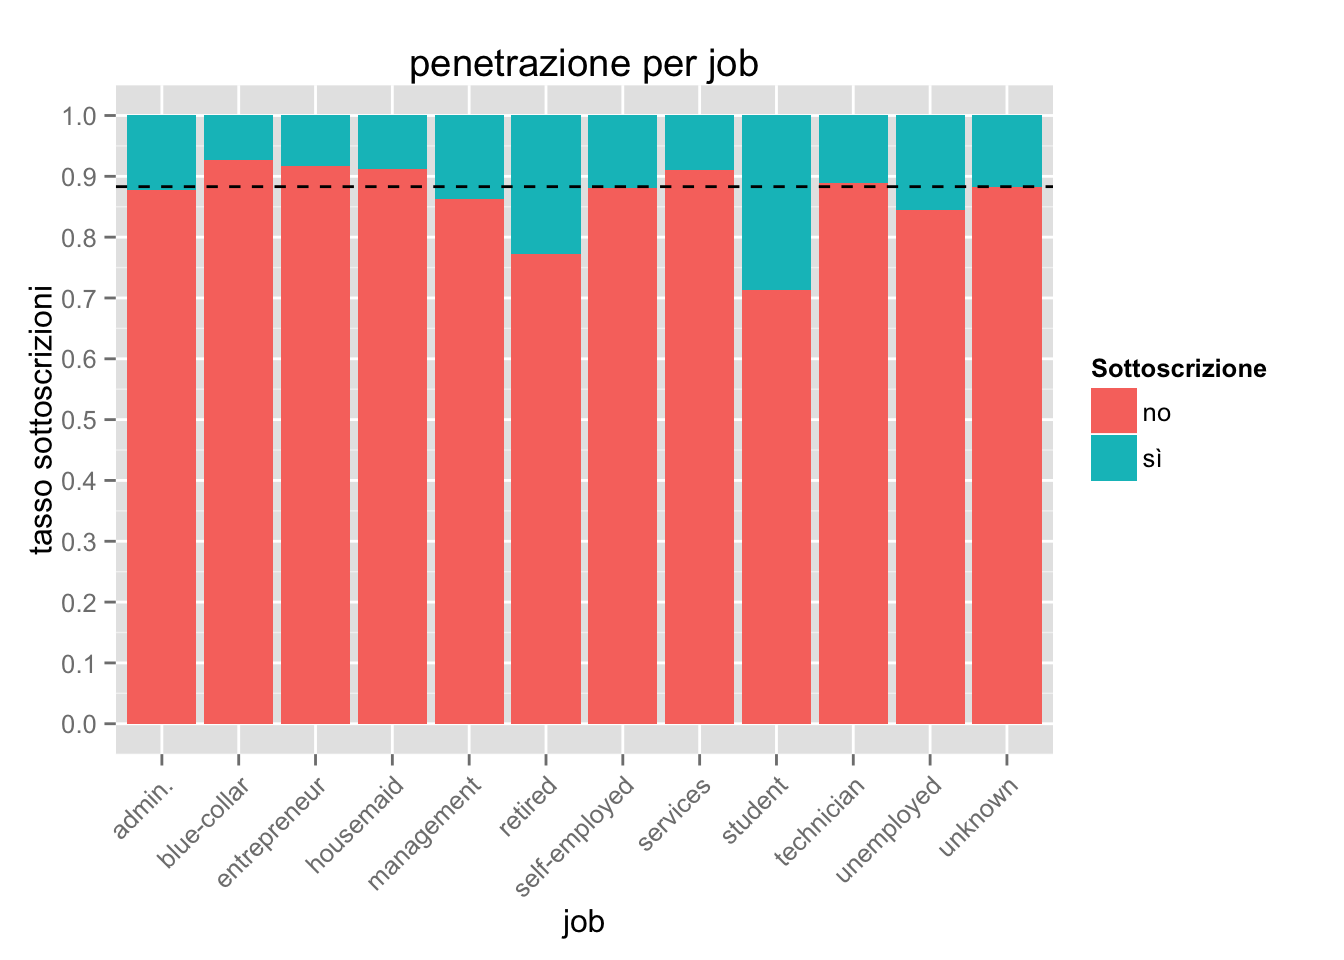 penetrazione per job
tasso sottoscrizioni
1.0
0.9
0.8
0.7
0.6
0.5
0.4
0.3
0.2
0.1
0.0
admin.
blue-collar
entrepreneur
housemaid
management
retired
self-employed
services
student
technician
unemployed
unknown
job
Sottoscrizione
no
sì